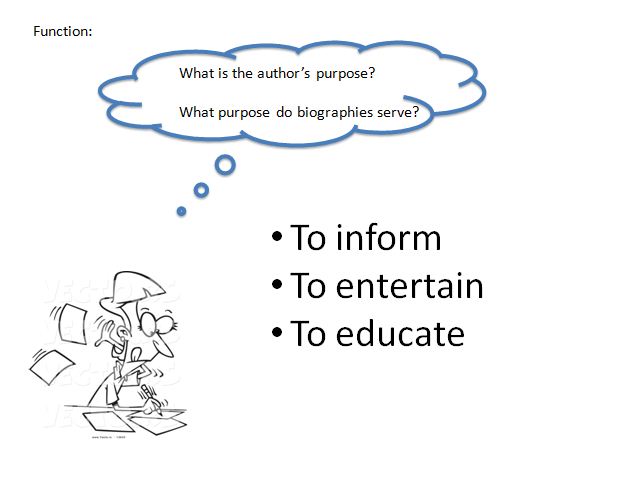 Function:
What is the author's purpose?
What purpose do biographies serve?
• To inform
• To entertain
• To educate